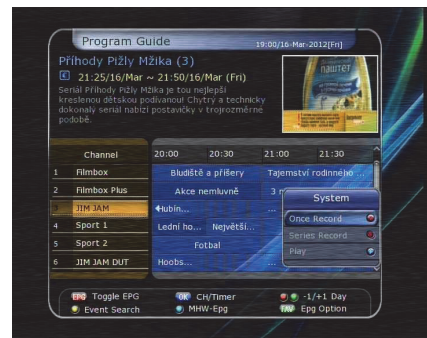 Program Guide
19:00/16-Mar-2012[Fri]
Příhody Pižly Mžika (3)
21:25/16/Mar ~ 21:50/16/Mar (Fri)
Seriál Příhody Pižly Mžika je tou nejlepší
kreslenou dětskou podívanou! Chytrý a technicky
dokonalý seriál nabízí postavičky v trojrozměrné
podobě.
паштет
Channel 20:00 20:30 21:00 21:30
1 Filmbox Bludiště a příšery Tajemství rodinného ...
2 Filmbox Plus Akce nemluvně
3 JIM JAM Hubín... ...
4 Sport 1 Lední ho... Největší...
5 Sport 2 Fotbal
6 JIM JAM DUT Hoobs... ...
System
Once Record
Series Record
Play
EPG Toggle EPG OK CH/Timer -1/+1 Day
Event Search MHW-Epg FAV Epg Option